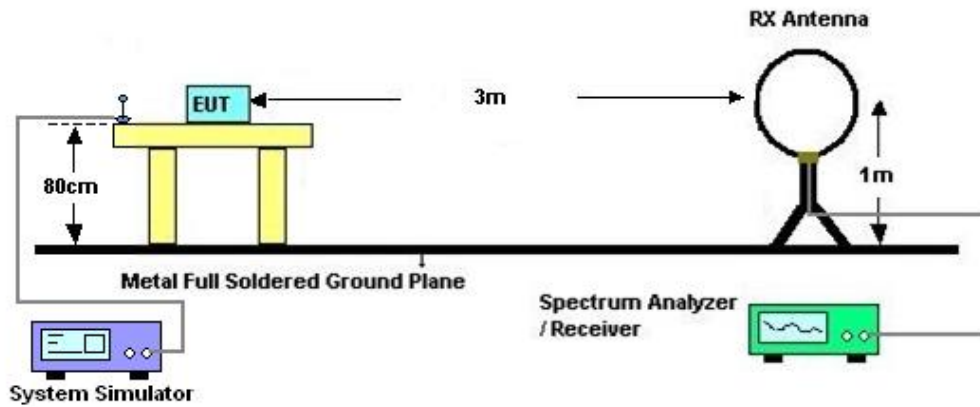 RX Antenna
EUT
3m
80cm
1m
Metal Full Soldered Ground Plane
Spectrum Analyzer
/ Receiver
System Simulator